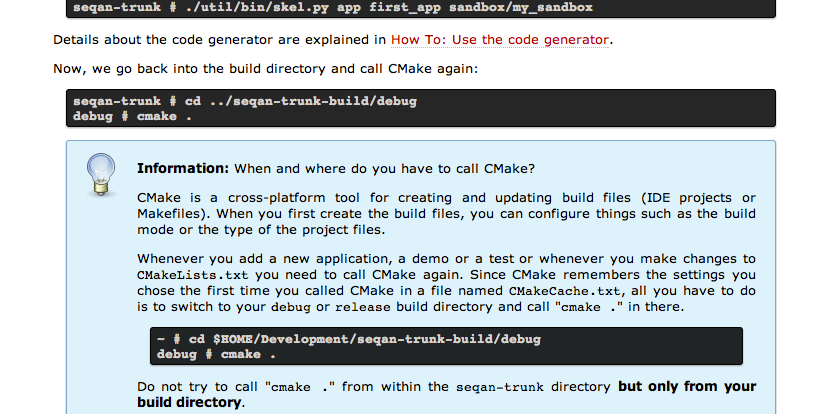 seqan-trunk # ./util/bin/skel.py app first_app sandbox/my_sandbox
Details about the code generator are explained in How To: Use the code generator.
Now, we go back into the build directory and call CMake again:
seqan-trunk # cd ../seqan-trunk-build/debug
debug # cmake .
Information: When and where do you have to call CMake?
CMake is a cross-platform tool for creating and updating build files (IDE projects or
Makefiles). When you first create the build files, you can configure things such as the build
mode or the type of the project files.
Whenever you add a new application, a demo or a test or whenever you make changes to
CMakeLists.txt you need to call CMake again. Since CMake remembers the settings you
chose the first time you called CMake in a file named CMakeCache.txt, all you have to do
is to switch to your debug or release build directory and call "cmake ." in there.
~ # cd $HOME/Development/seqan-trunk-build/debug
debug # cmake .
Do not try to call "cmake ." from within the seqan-trunk directory but only from your
build directory.